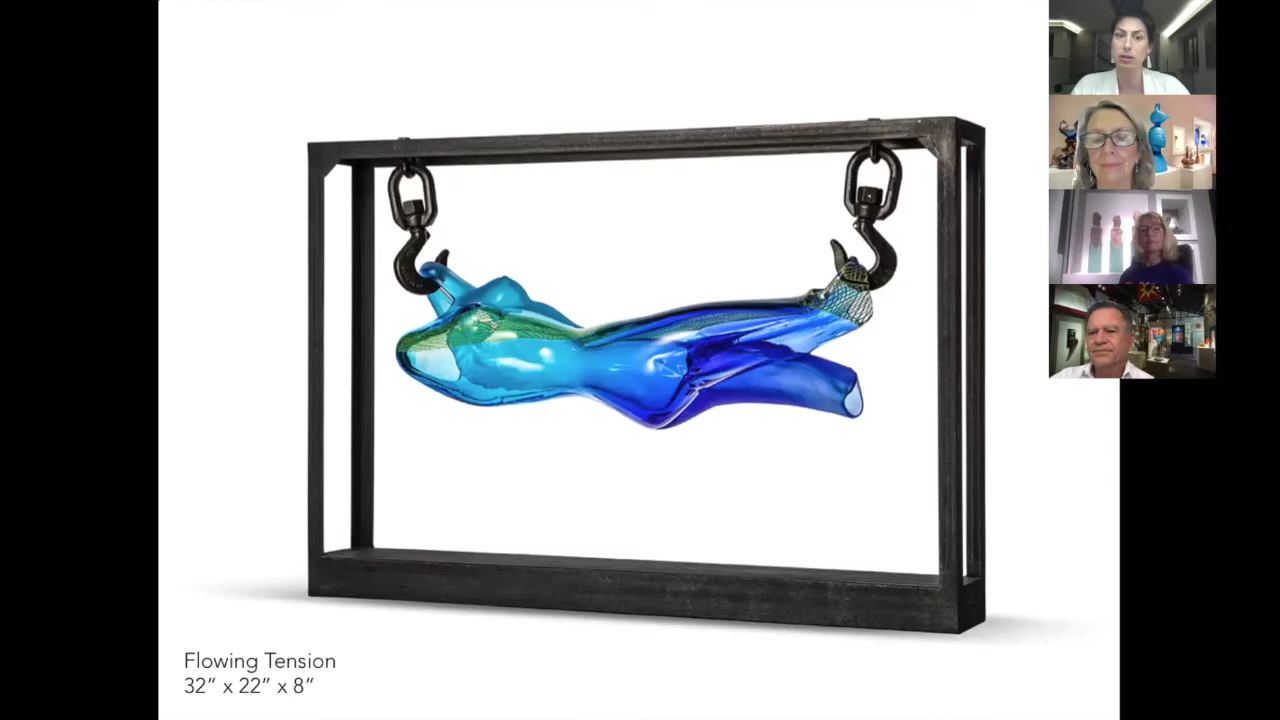 Flowing Tension
32” x 22” x 8”